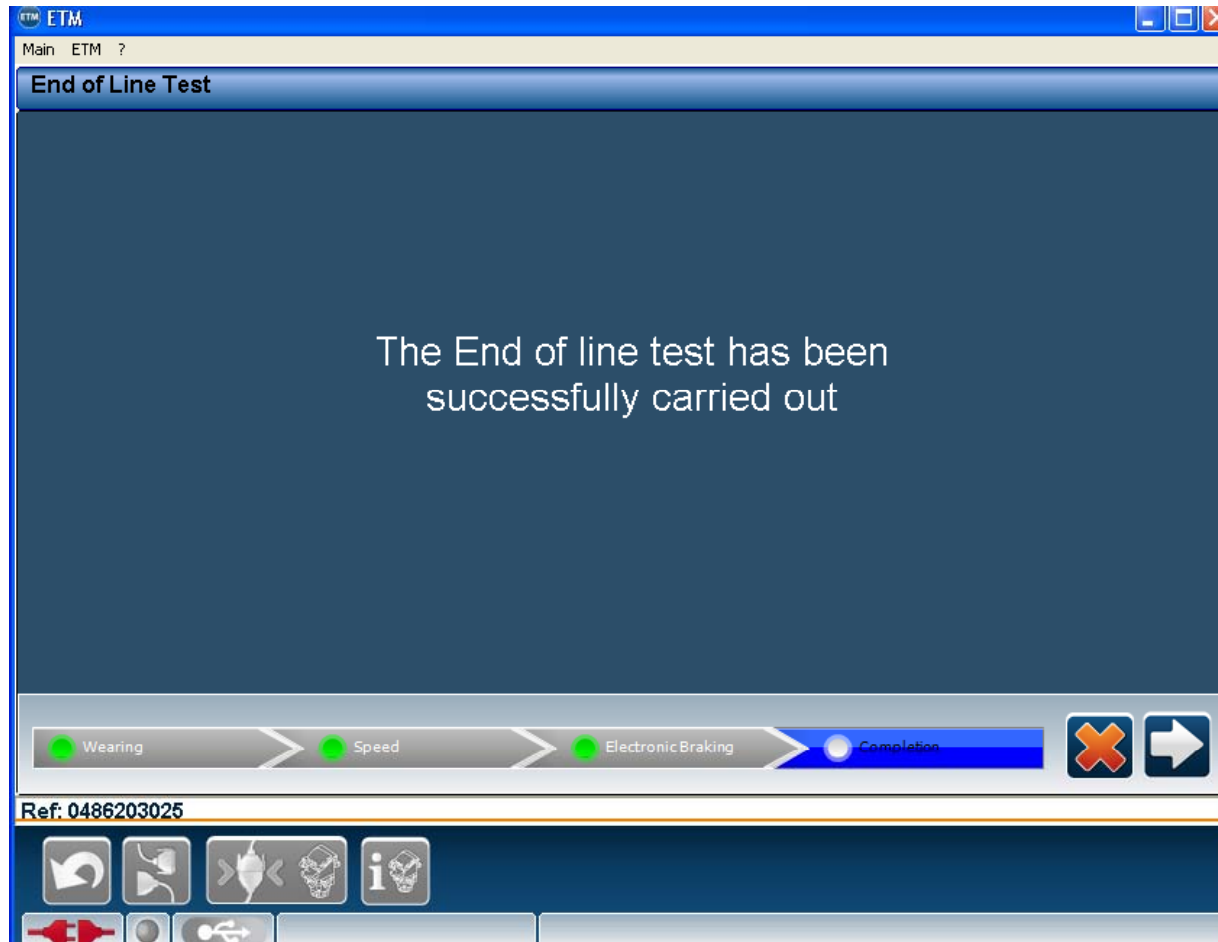 ETM ETM
Main ETM ?
End of Line Test
The End of line test has been
successfully carried out
Wearing Speed Electronic Braking Completion
Ref: 0486203025
i